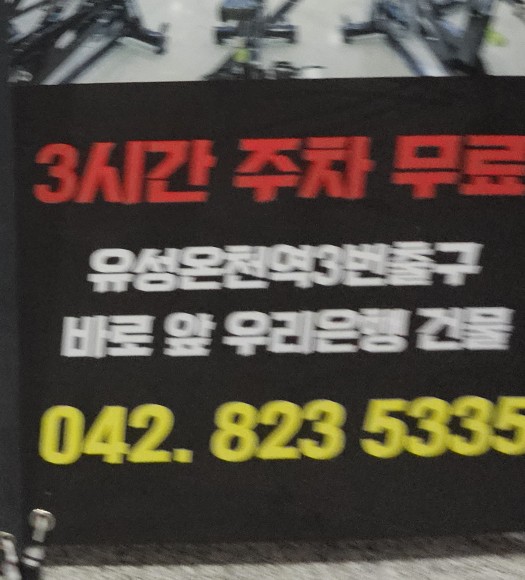 3시간 주차 무료
유성온천역3번출구
바로 앞 우리은행 건물
042. 823 5335